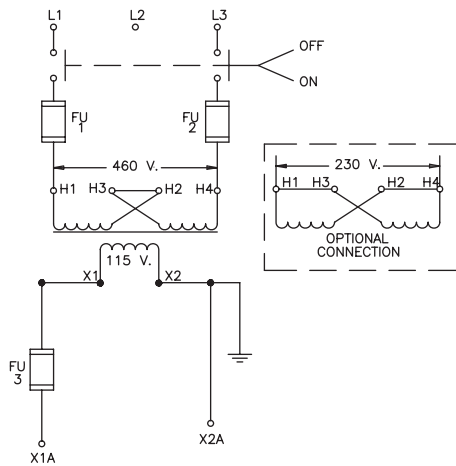 L1 L2 L3
OFF
ON
FU
1
FU
2
460 V.
H1 H3 H2 H4
230 V.
H1 H3 H2 H4
OPTIONAL
CONNECTION
115 V.
X1 X2
FU
3
X1A X2A